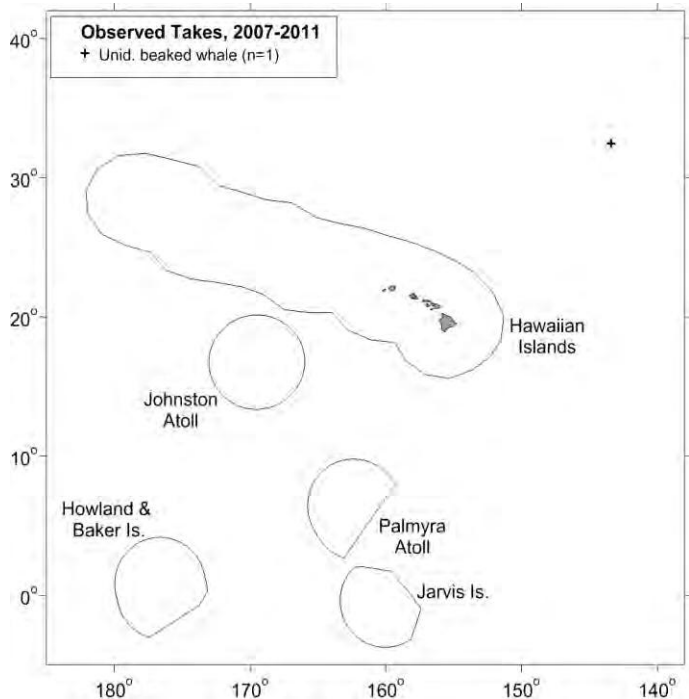 Observed Takes, 2007-2011
+ Unid. beaked whale (n=1)
40°
30°
20°
10°
0°
Hawaiian
Islands
Johnston
Atoll
Howland &
Baker Is.
Palmyra
Atoll
Jarvis Is.
180°
170°
160°
150°
140°